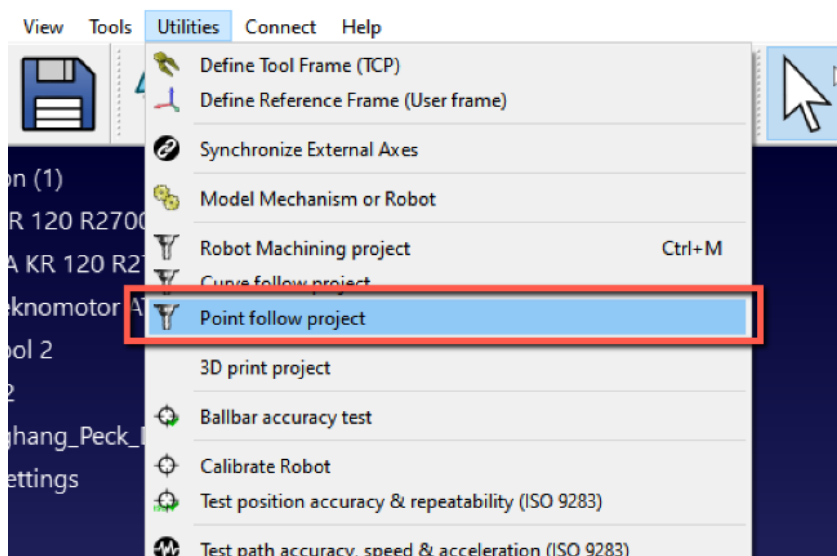 View Tools Utilities Connect Help
Define Tool Frame (TCP)
Define Reference Frame (User frame)
Synchronize External Axes
on (1)
Model Mechanism or Robot
R 120 R2700
Robot Machining project Ctrl+M
A KR 120 R27
Curve follow project
eknomotor A
Point follow project
ool 2
3D print project
2
Ballbar accuracy test
ghang_Peck_
Calibrate Robot
ettings
Test position accuracy & repeatability (ISO 9283)
Test path accuracy, speed & acceleration (ISO 9283)